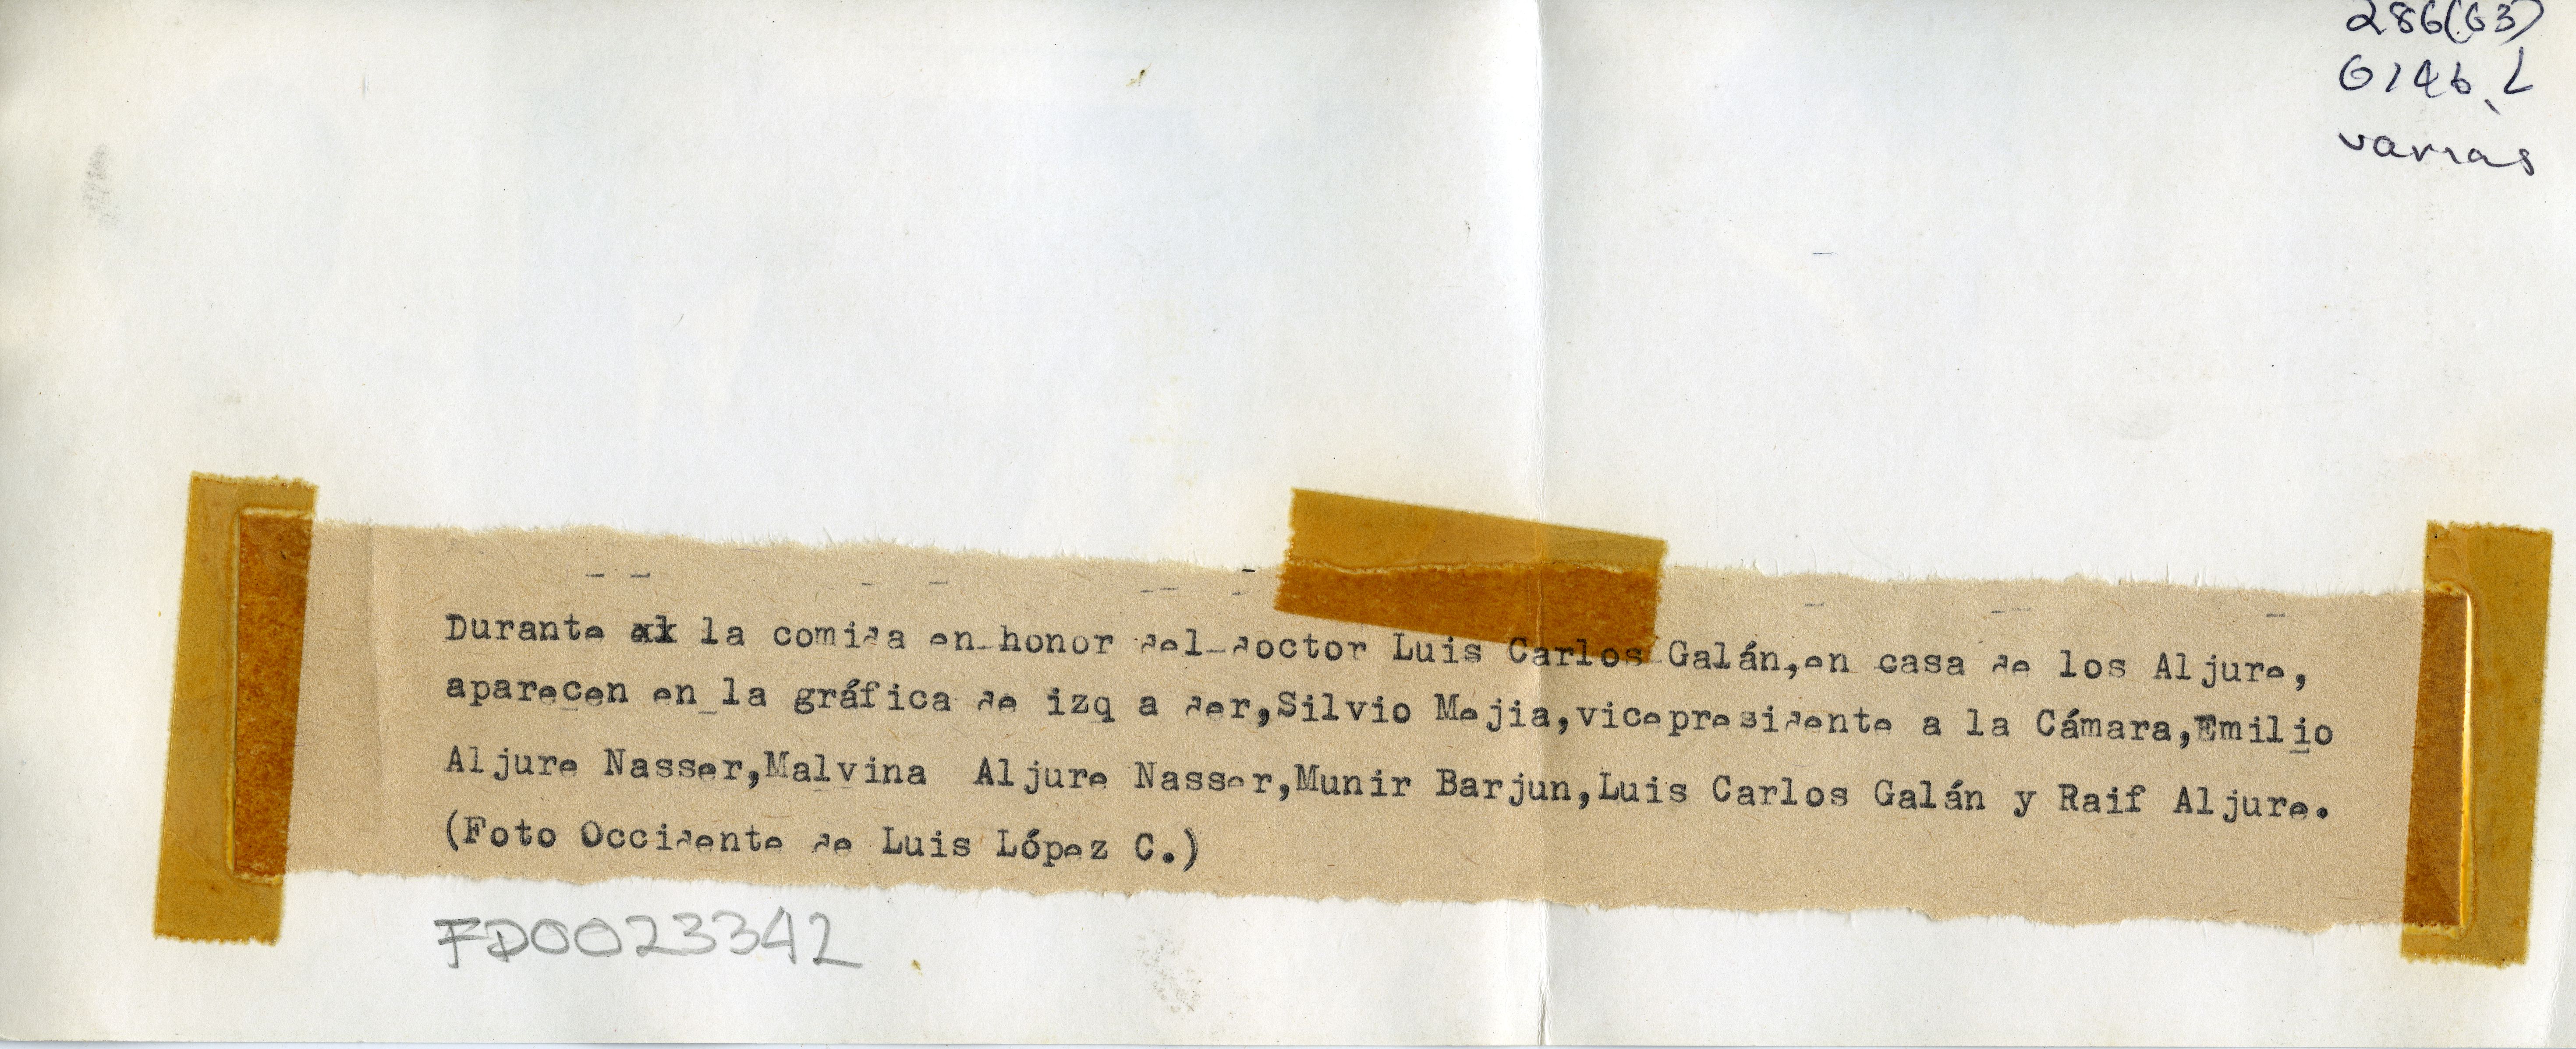 286(63)
G146L
varias
Durante la comida en honor del doctor Luis Carlos Galán,en casa de los Aljure,
aparecen en la gráfica de izq a der,Silvio Mejia,vicepresidente a la Cámara,Emilio
Aljure Nasser,Malvina Aljure Nasser,Munir Barjun,Luis Carlos Galán y Raif Aljure.
(Foto Occidente de Luis López C.)
FD0023342